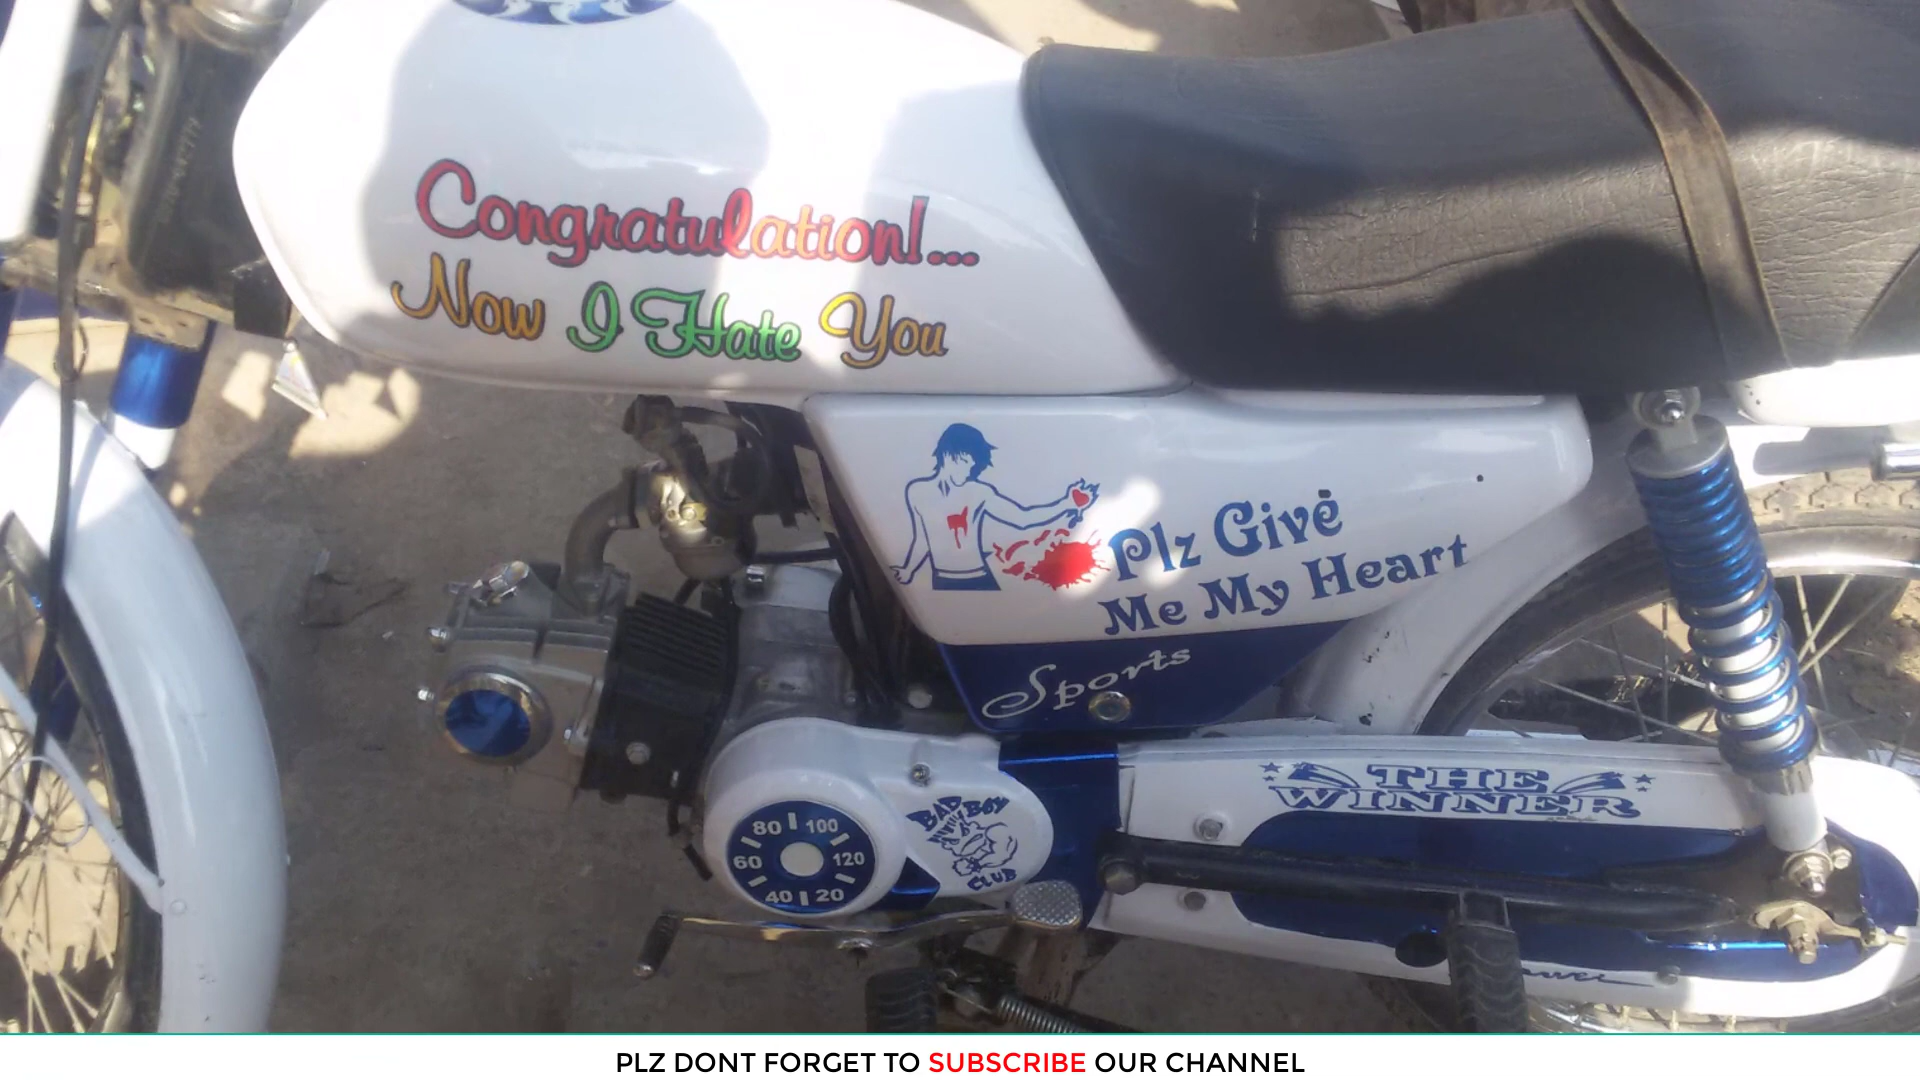 Congratulation!...
Now I Hate You
Plz Give
Me My Heart
Sports
THE
WINNER
BAD BOY
CLUB
80 100
60 120
40 20
PLZ DONT FORGET TO SUBSCRIBE OUR CHANNEL